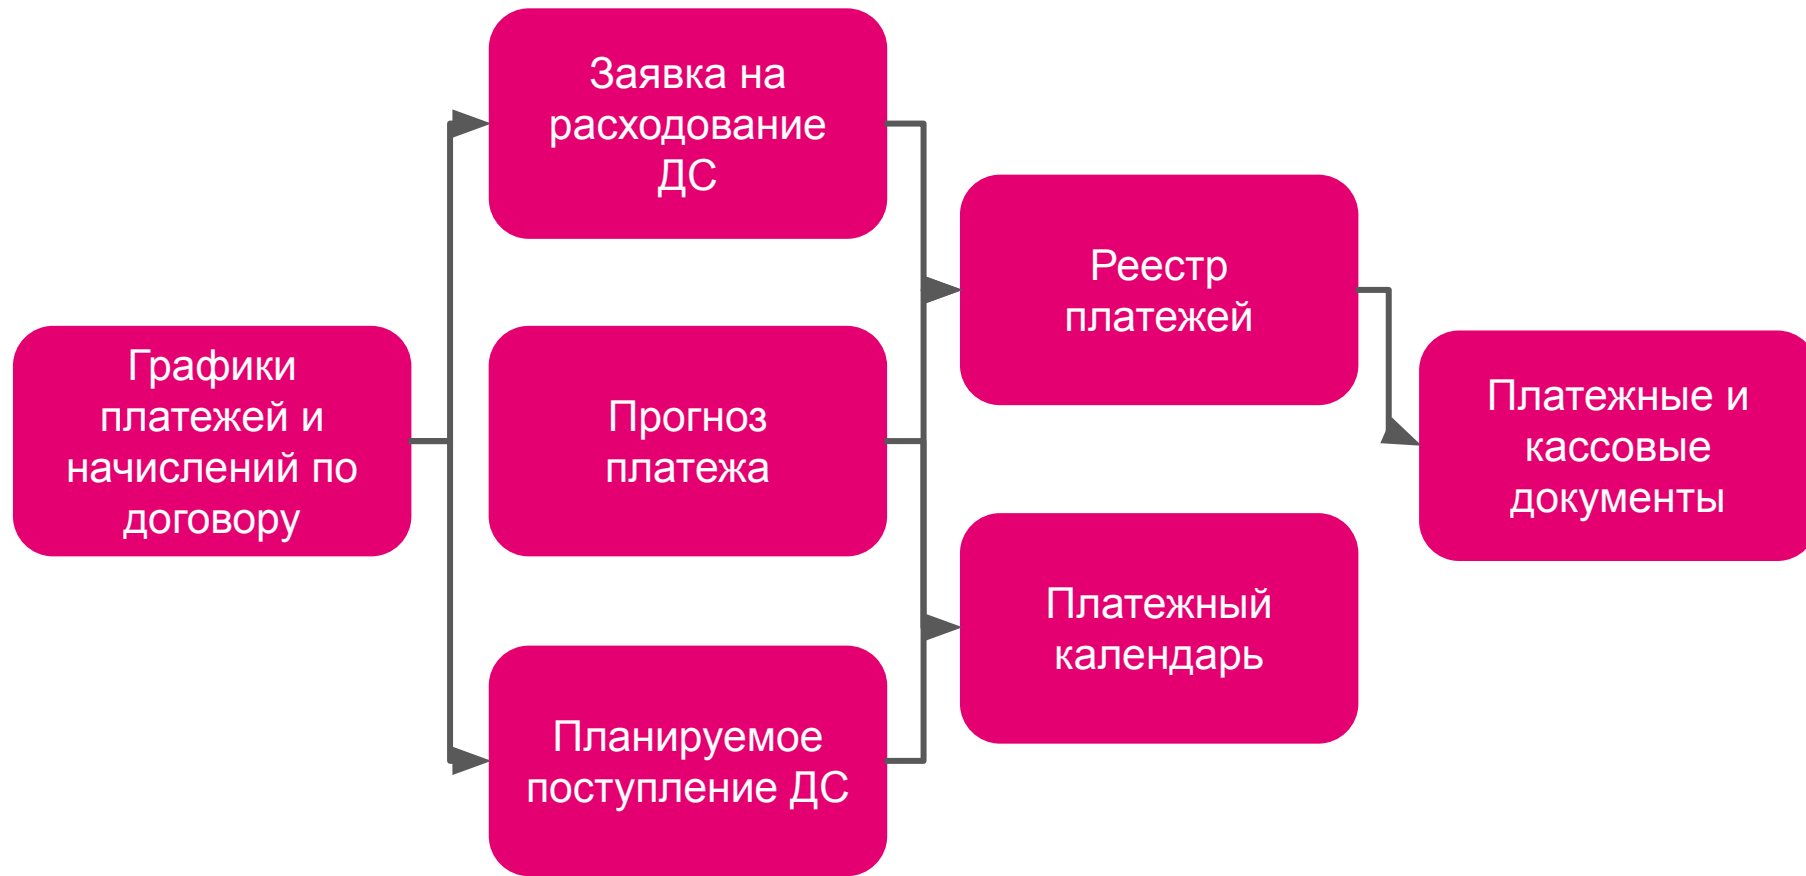 Графики
платежей и
начислений по
договору
Заявка на
расходование
ДС
Прогноз
платежа
Планируемое
поступление ДС
Реестр
платежей
Платежный
календарь
Платежные и
кассовые
документы